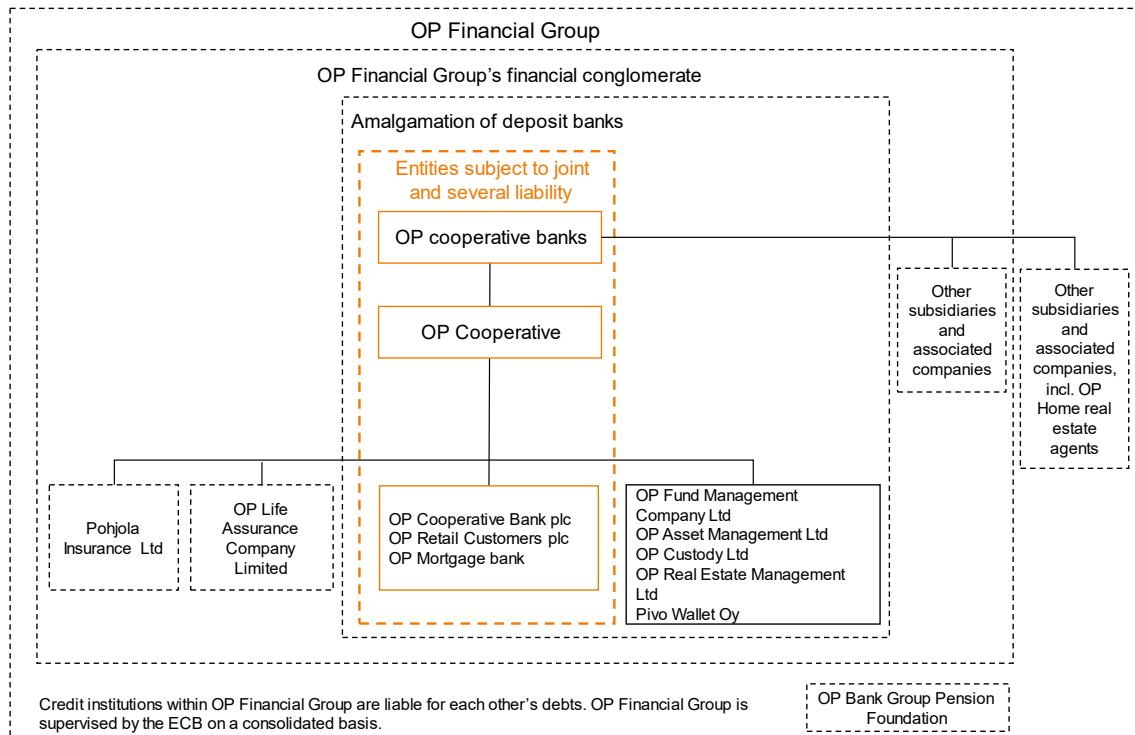 OP Financial Group
OP Financial Group's financial conglomerate
Amalgamation of deposit banks
Entities subject to joint
and several liability
OP cooperative banks
OP Cooperative
Other
subsidiaries
and
associated
companies
Other
subsidiaries
and
associated
companies,
incl. OP
Home real
estate
agents
Pohjola
Insurance Ltd
OP Life
Assurance
Company
Limited
OP Cooperative Bank plc
OP Retail Customers plc
OP Mortgage bank
OP Fund Management
Company Ltd
OP Asset Management Ltd
OP Custody Ltd
OP Real Estate Management
Ltd
Pivo Wallet Oy
Credit institutions within OP Financial Group are liable for each other's debts. OP Financial Group is
supervised by the ECB on a consolidated basis.
OP Bank Group Pension
Foundation